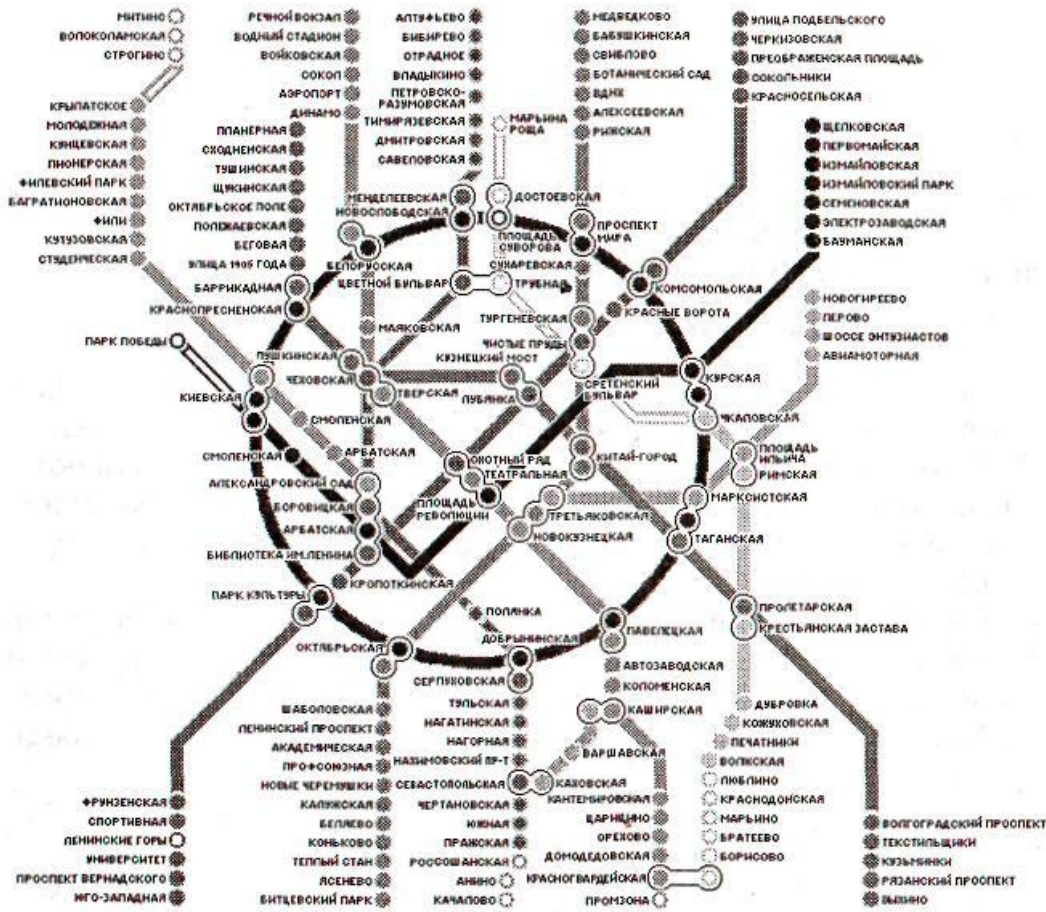 МИТИНО
ВОЛОКОЛАМСКАЯ
СТРОГИНО
КРЫЛАТСКОЕ
МОЛОДЕЖНАЯ
КУНЦЕВСКАЯ
ПИОНЕРСКАЯ
ФИЛЕВСКИЙ ПАРК
БАГРАТИОНОВСКАЯ
ФИЛИ
КУТУЗОВСКАЯ
СТУДЕНЧЕСКАЯ
РЕЧНОЙ ВОКЗАЛ
ВОДНЫЙ СТАДИОН
ВОЙКОВСКАЯ
СОКОЛ
АЭРОПОРТ
ДИНАМО
ПЛАНЕРНАЯ
СХОДНЕНСКАЯ
ТУШИНСКАЯ
ЩУКИНСКАЯ
ОКТЯБРЬСКОЕ ПОЛЕ
ПОЛЕЖАЕВСКАЯ
БЕГОВАЯ
УЛИЦА 1905 ГОДА
БАРРИКАДНАЯ
КРАСНОПРЕСНЕНСКАЯ
АЛТУФЬЕВО
БИБИРЕВО
ОТРАДНОЕ
ВЛАДЫКИНО
ПЕТРОВСКО-
РАЗУМОВСКАЯ
ТИМИРЯЗЕВСКАЯ
ДМИТРОВСКАЯ
САВЕЛОВСКАЯ
МЕНДЕЛЕЕВСКАЯ
НОВОСЛОБОДСКАЯ
МАРЬИНА
РОЩА
ДОСТОЕВСКАЯ
ПЛОЩАДЬ
СУВОРОВА
МЕДВЕДКОВО
БАБУШКИНСКАЯ
СВИБЛОВО
БОТАНИЧЕСКИЙ САД
ВДНХ
АЛЕКСЕЕВСКАЯ
РИЖСКАЯ
ПРОСПЕКТ
МИРА
УЛИЦА ПОДБЕЛЬСКОГО
ЧЕРКИЗОВСКАЯ
ПРЕОБРАЖЕНСКАЯ ПЛОЩАДЬ
СОКОЛЬНИКИ
КРАСНОСЕЛЬСКАЯ
ЩЕЛКОВСКАЯ
ПЕРВОМАЙСКАЯ
ИЗМАЙЛОВСКАЯ
ИЗМАЙЛОВСКИЙ ПАРК
СЕМЕНОВСКАЯ
ЭЛЕКТРОЗАВОДСКАЯ
БАУМАНСКАЯ
БЕЛОРУССКАЯ
ЦВЕТНОЙ БУЛЬВАР
СУХАРЕВСКАЯ
ТРУБНАЯ
КОМСОМОЛЬСКАЯ
КРАСНЫЕ ВОРОТА
НОВОГИРЕЕВО
ПЕРОВО
ШОССЕ ЭНТУЗИАСТОВ
АВИАМОТОРНАЯ
МАЯКОВСКАЯ
ТУРГЕНЕВСКАЯ
ЧИСТЫЕ ПРУДЫ
ПАРК ПОБЕДЫ
ПУШКИНСКАЯ
КУЗНЕЦКИЙ МОСТ
ЧЕХОВСКАЯ
ТВЕРСКАЯ
ЛУБЯНКА
СРЕТЕНСКИЙ
БУЛЬВАР
КУРСКАЯ
КИЕВСКАЯ
СМОЛЕНСКАЯ
ЧКАЛОВСКАЯ
СМОЛЕНСКАЯ
АРБАТСКАЯ
ОХОТНЫЙ РЯД
ТЕАТРАЛЬНАЯ
КИТАЙ-ГОРОД
ПЛОЩАДЬ
ИЛЬИЧА
РИМСКАЯ
АЛЕКСАНДРОВСКИЙ САД
БОРОВИЦКАЯ
ПЛОЩАДЬ
РЕВОЛЮЦИИ
МАРКСИСТСКАЯ
АРБАТСКАЯ
ТРЕТЬЯКОВСКАЯ
НОВОКУЗНЕЦКАЯ
ТАГАНСКАЯ
БИБЛИОТЕКА ИМ.ЛЕНИНА
КРОПОТКИНСКАЯ
ПАРК КУЛЬТУРЫ
ПОЛЯНКА
ПРОЛЕТАРСКАЯ
КРЕСТЬЯНСКАЯ ЗАСТАВА
ОКТЯБРЬСКАЯ
ДОБРЫНИНСКАЯ
ПАВЕЛЕЦКАЯ
СЕРПУХОВСКАЯ
АВТОЗАВОДСКАЯ
КОЛОМЕНСКАЯ
КАШИРСКАЯ
ВАРШАВСКАЯ
КАХОВСКАЯ
КАНТЕМИРОВСКАЯ
ЦАРИЦИНО
ОРЕХОВО
ДОМОДЕДОВСКАЯ
КРАСНОГВАРДЕЙСКАЯ
ПРОМЗОНА
ШАБОЛОВСКАЯ
ЛЕНИНСКИЙ ПРОСПЕКТ
АКАДЕМИЧЕСКАЯ
ПРОФСОЮЗНАЯ
НОВЫЕ ЧЕРЕМУШКИ
КАЛУЖСКАЯ
БЕЛЯЕВО
КОНЬКОВО
ТЕПЛЫЙ СТАН
ЯСЕНЕВО
БИТЦЕВСКИЙ ПАРК
ТУЛЬСКАЯ
НАГАТИНСКАЯ
НАГОРНАЯ
НАХИМОВСКИЙ ПР-Т
СЕВАСТОПОЛЬСКАЯ
ЧЕРТАНОВСКАЯ
ЮЖНАЯ
ПРАЖСКАЯ
РОССОШАНСКАЯ
АНИНО
КАЧАЛОВО
ДУБРОВКА
КОЖУХОВСКАЯ
ПЕЧАТНИКИ
ВОЛЖСКАЯ
ЛЮБЛИНО
КРАСНОДОНСКАЯ
МАРЬИНО
БРАТЕЕВО
БОРИСОВО
ФРУНЗЕНСКАЯ
СПОРТИВНАЯ
ЛЕНИНСКИЕ ГОРЫ
УНИВЕРСИТЕТ
ПРОСПЕКТ ВЕРНАДСКОГО
ЮГО-ЗАПАДНАЯ
ВОЛГОГРАДСКИЙ ПРОСПЕКТ
ТЕКСТИЛЬЩИКИ
КУЗЬМИНКИ
РЯЗАНСКИЙ ПРОСПЕКТ
ВЫХИНО